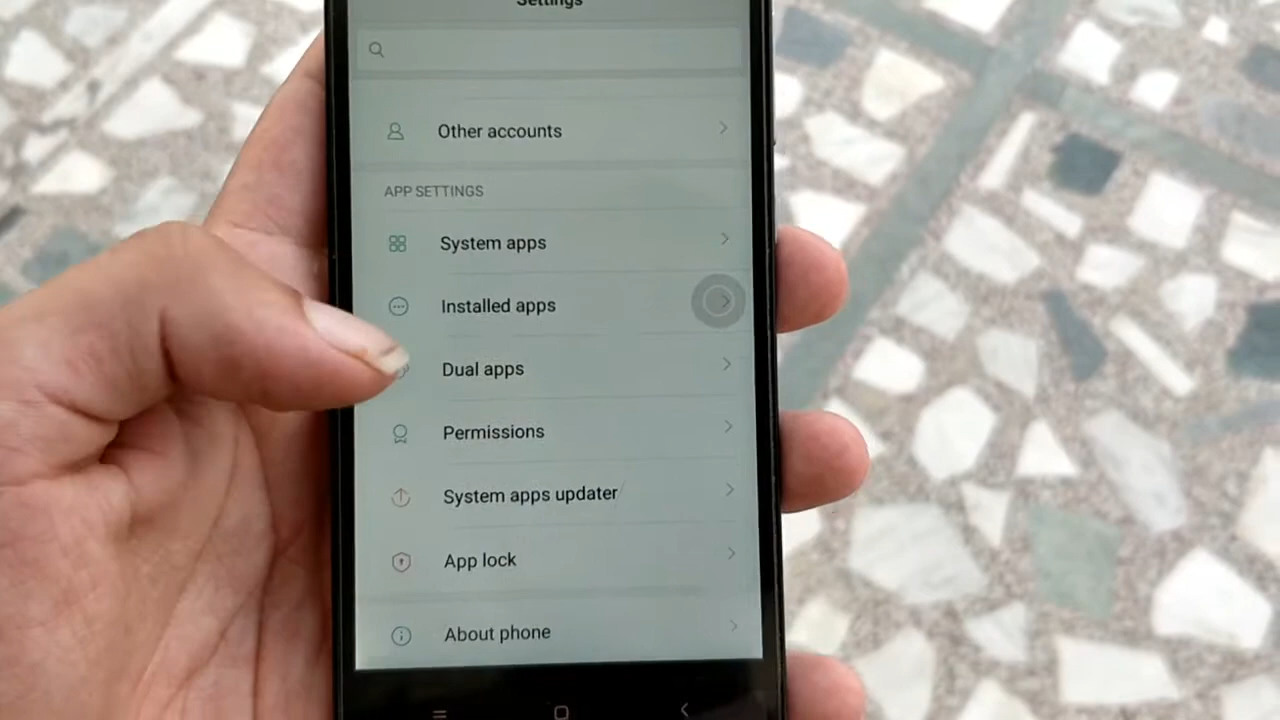 Settings
Other accounts
APP SETTINGS
System apps
Installed apps
Dual apps
Permissions
System apps updater
App lock
About phone